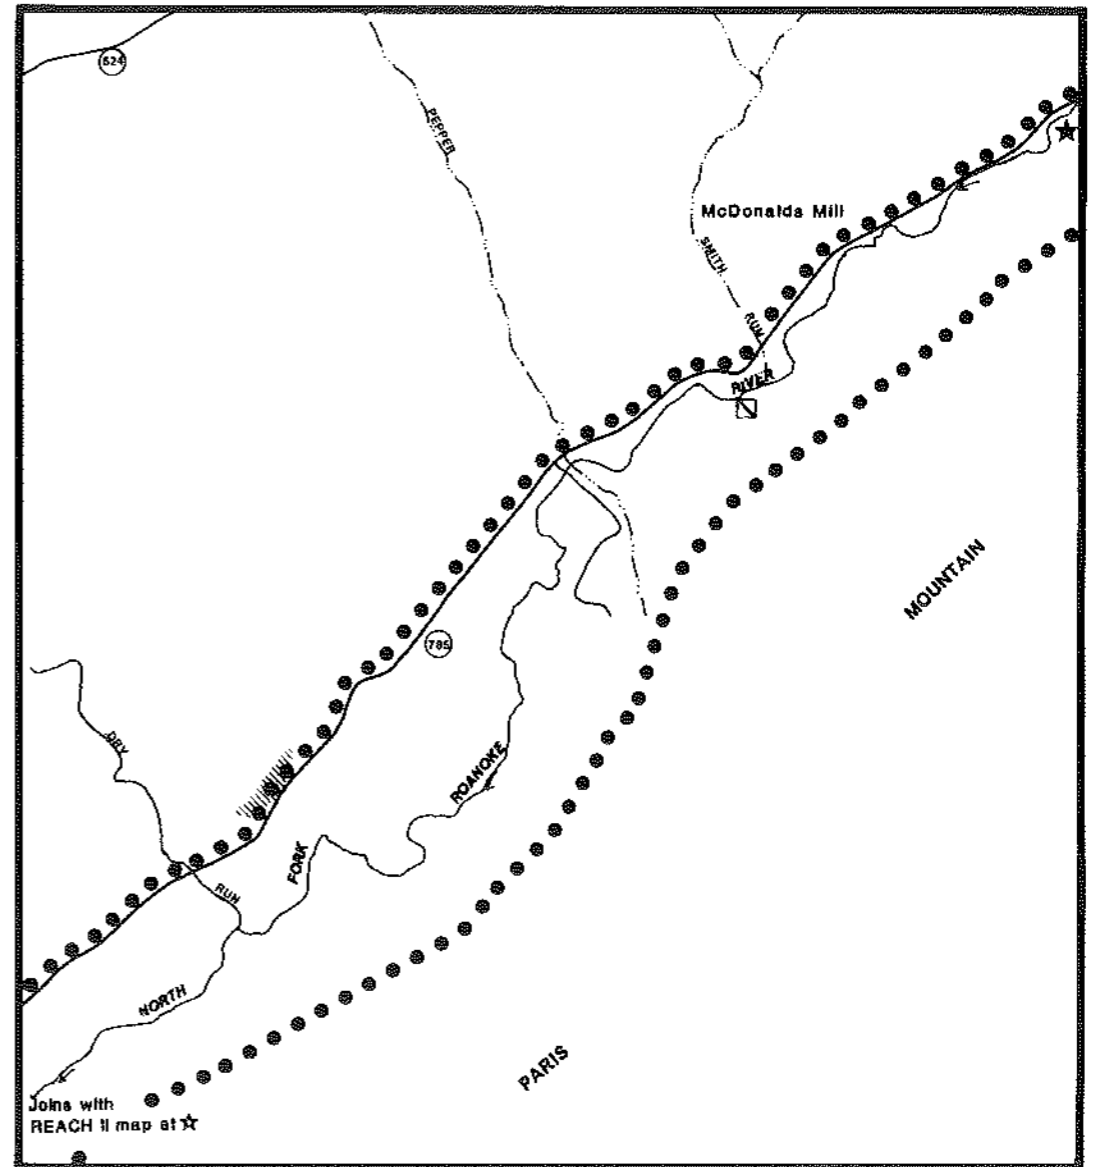 624
PEPPER
McDonalds Mill
SMITH
RUN
RIVER
MOUNTAIN
785
DRY
ROANOKE
FORK
RUN
NORTH
PARIS
Joins with
REACH II map at ☆